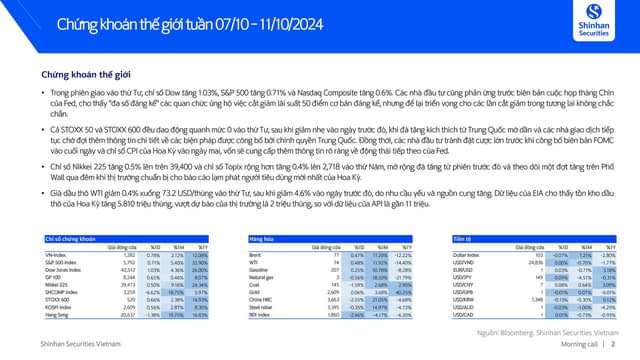 Chứng khoán thế giới tuần 07/10 – 11/10/2024
Shinhan
Securities
Chứng khoán thế giới
• Trong phiên giao vào thứ Tư, chỉ số Dow tăng 1.03%, S&P 500 tăng 0.71% và Nasdaq Composite tăng 0.6%. Các nhà đầu tư cũng phản ứng trước biên bản cuộc họp tháng Chín
của Fed, cho thấy "đa số đáng kể" các quan chức ủng hộ việc cắt giảm lãi suất 50 điểm cơ bản đáng kể, nhưng để lại triển vọng cho các lần cắt giảm trong tương lai không chắc
chắn.
• Cả STOXX 50 và STOXX 600 đều dao động quanh mức 0 vào thứ Tư, sau khi giảm nhẹ vào ngày trước đó, khi đà tăng kích thích từ Trung Quốc mờ dần và các nhà giao dịch tiếp
tục chờ đợi thêm thông tin chi tiết về các biện pháp được công bố bởi chính quyền Trung Quốc. Đồng thời, các nhà đầu tư tránh đặt cược lớn trước khi công bố biên bản FOMC
vào cuối ngày và chỉ số CPI của Hoa Kỳ vào ngày mai, vốn sẽ cung cấp thêm thông tin rõ ràng về động thái tiếp theo của Fed.
• Chỉ số Nikkei 225 tăng 0.5% lên trên 39,400 và chỉ số Topix rộng hơn tăng 0.4% lên 2,718 vào thứ Năm, mở rộng đà tăng từ phiên trước đó và theo dõi một đợt tăng trên Phố
Wall qua đêm khi thị trường chuẩn bị cho báo cáo lạm phát người tiêu dùng mới nhất của Hoa Kỳ.
• Giá dầu thô WTI giảm 0.4% xuống 73.2 USD/thùng vào thứ Tư, sau khi giảm 4.6% vào ngày trước đó, do nhu cầu yếu và nguồn cung tăng. Dữ liệu của EIA cho thấy tồn kho dầu
thô của Hoa Kỳ tăng 5.810 triệu thùng, vượt dự báo của thị trường là 2 triệu thùng, so với dữ liệu của API là gần 11 triệu.
Chỉ số chứng khoán
Giá đóng cửa %1D %1M %1Y
VN-Index 1,282 0.78% 2.12% 12.09%
S&P 500 Index 5,792 0.71% 5.40% 32.90%
Dow Jones Index 42,512 1.03% 4.36% 26.00%
GP 100 8,244 0.65% 0.46% 8.07%
Nikkei 225 39,473 0.50% 9.16% 24.34%
SHCOMP Index 3,259 -6.62% 18.75% 5.97%
STOXX 600 520 0.66% 2.38% 14.93%
KOSPI Index 2,609 0.56% 2.87% 8.30%
Hang Seng 20,637 -1.38% 19.75% 16.83%
Hàng hóa
Giá đóng cửa %1D %1M %1Y
Brent 77 0.47% 11.20% -12.22%
WTI 74 0.48% 11.92% -14.40%
Gasoline 207 0.25% 10.78% -8.28%
Natural gas 3 -0.56% 18.10% -21.79%
Coal 145 -1.59% 2.68% 2.95%
Gold 2,609 0.06% 3.68% 40.25%
China HRC 3,663 -2.53% 21.05% -4.68%
Steel rebar 3,395 -0.35% 14.97% -4.72%
BDI Index 1,860 -2.46% -4.17% -6.20%
Tiền tệ
Giá đóng cửa %1D %1M %1Y
Dollar Index 103 -0.07% 1.21% -2.80%
USD/VND 24,836 0.00% -0.70% -1.77%
EUR/USD 1 0.03% -0.71% 3.18%
USD/JPY 149 0.09% -4.51% -0.31%
USD/CNY 7 0.08% 0.64% 3.09%
USD/GPB 1 -0.01% 0.07% -6.01%
USD/KRW 1,348 -0.13% -0.30% 0.12%
USD/AUD 1 -0.03% -1.00% -4.29%
USD/CAD 1 0.01% -0.73% -0.93%
Nguồn: Bloomberg, Shinhan Securities Vietnam
Shinhan Securities Vietnam
Morning call | 2